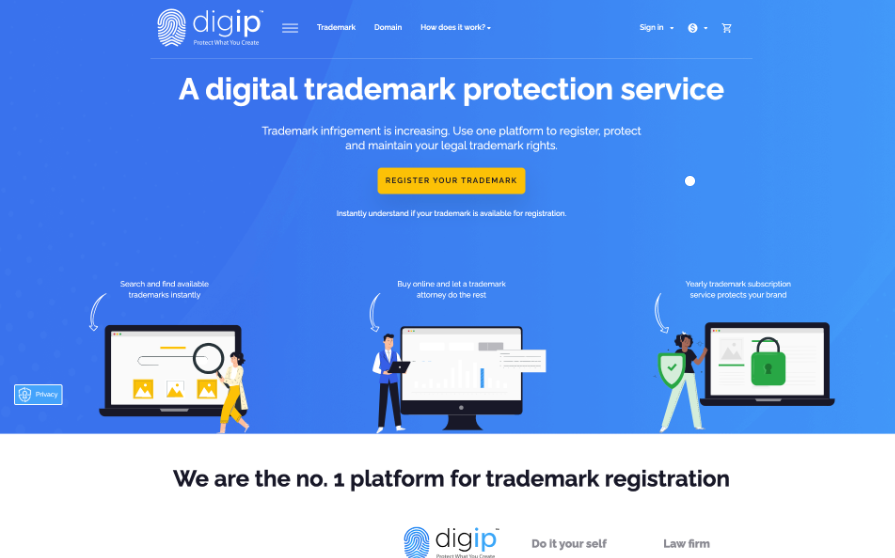 digip™
Protect What You Create
Trademark
Domain
How does it work?
Sign in
$
A digital trademark protection service
Trademark infrigement is increasing. Use one platform to register, protect
and maintain your legal trademark rights.
REGISTER YOUR TRADEMARK
Instantly understand if your trademark is available for registration.
Search and find available
trademarks instantly
Buy online and let a trademark
attorney do the rest
Yearly trademark subscription
service protects your brand
Privacy
We are the no. 1 platform for trademark registration
digip™
Protect What You Create
Do it your self
Law firm